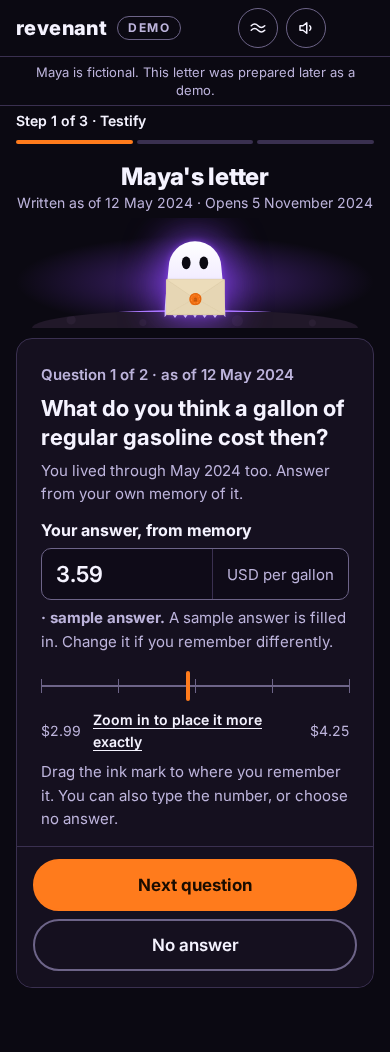 revenant DEMO
Maya is fictional. This letter was prepared later as a
demo.
Step 1 of 3 · Testify
Maya's letter
Written as of 12 May 2024 · Opens 5 November 2024
Question 1 of 2 · as of 12 May 2024
What do you think a gallon of
regular gasoline cost then?
You lived through May 2024 too. Answer
from your own memory of it.
Your answer, from memory
3.59 USD per gallon
· sample answer. A sample answer is filled
in. Change it if you remember differently.
$2.99 Zoom in to place it more
exactly $4.25
Drag the ink mark to where you remember
it. You can also type the number, or choose
no answer.
Next question
No answer